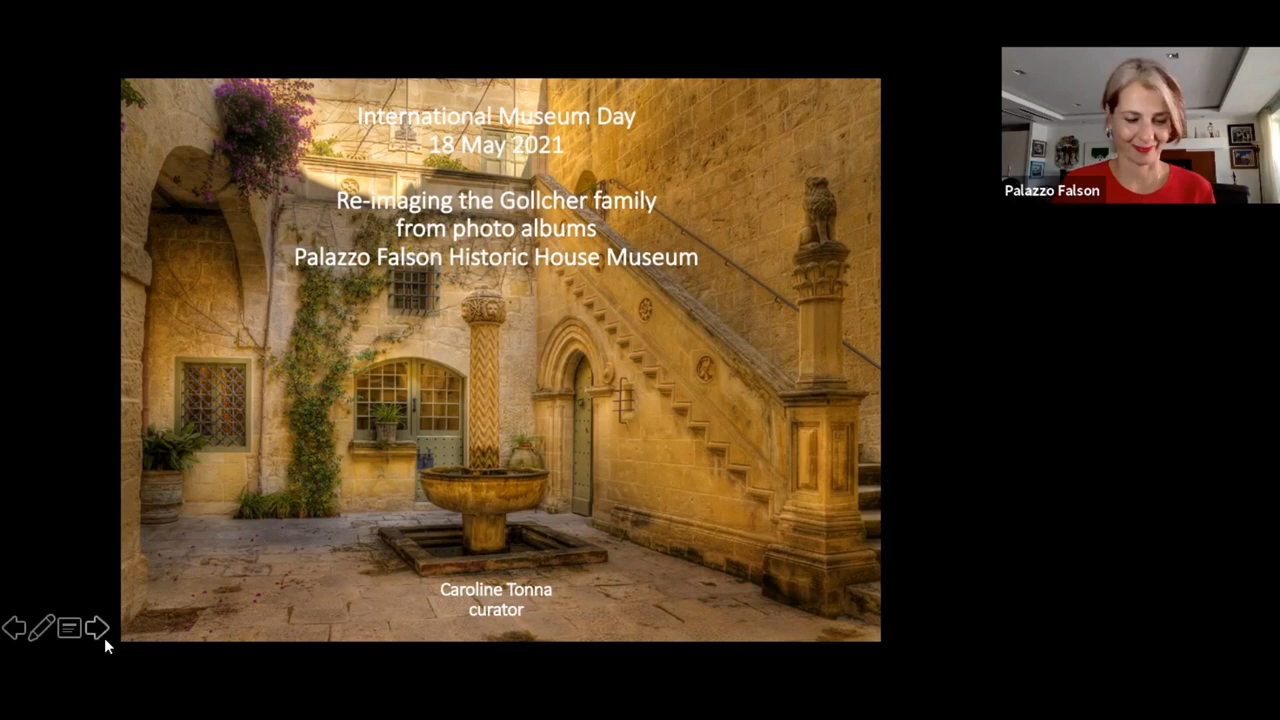 International Museum Day
18 May 2021
Re-imaging the Gollcher family
from photo albums
Palazzo Falson Historic House Museum
Caroline Tonna
curator
Palazzo Falson